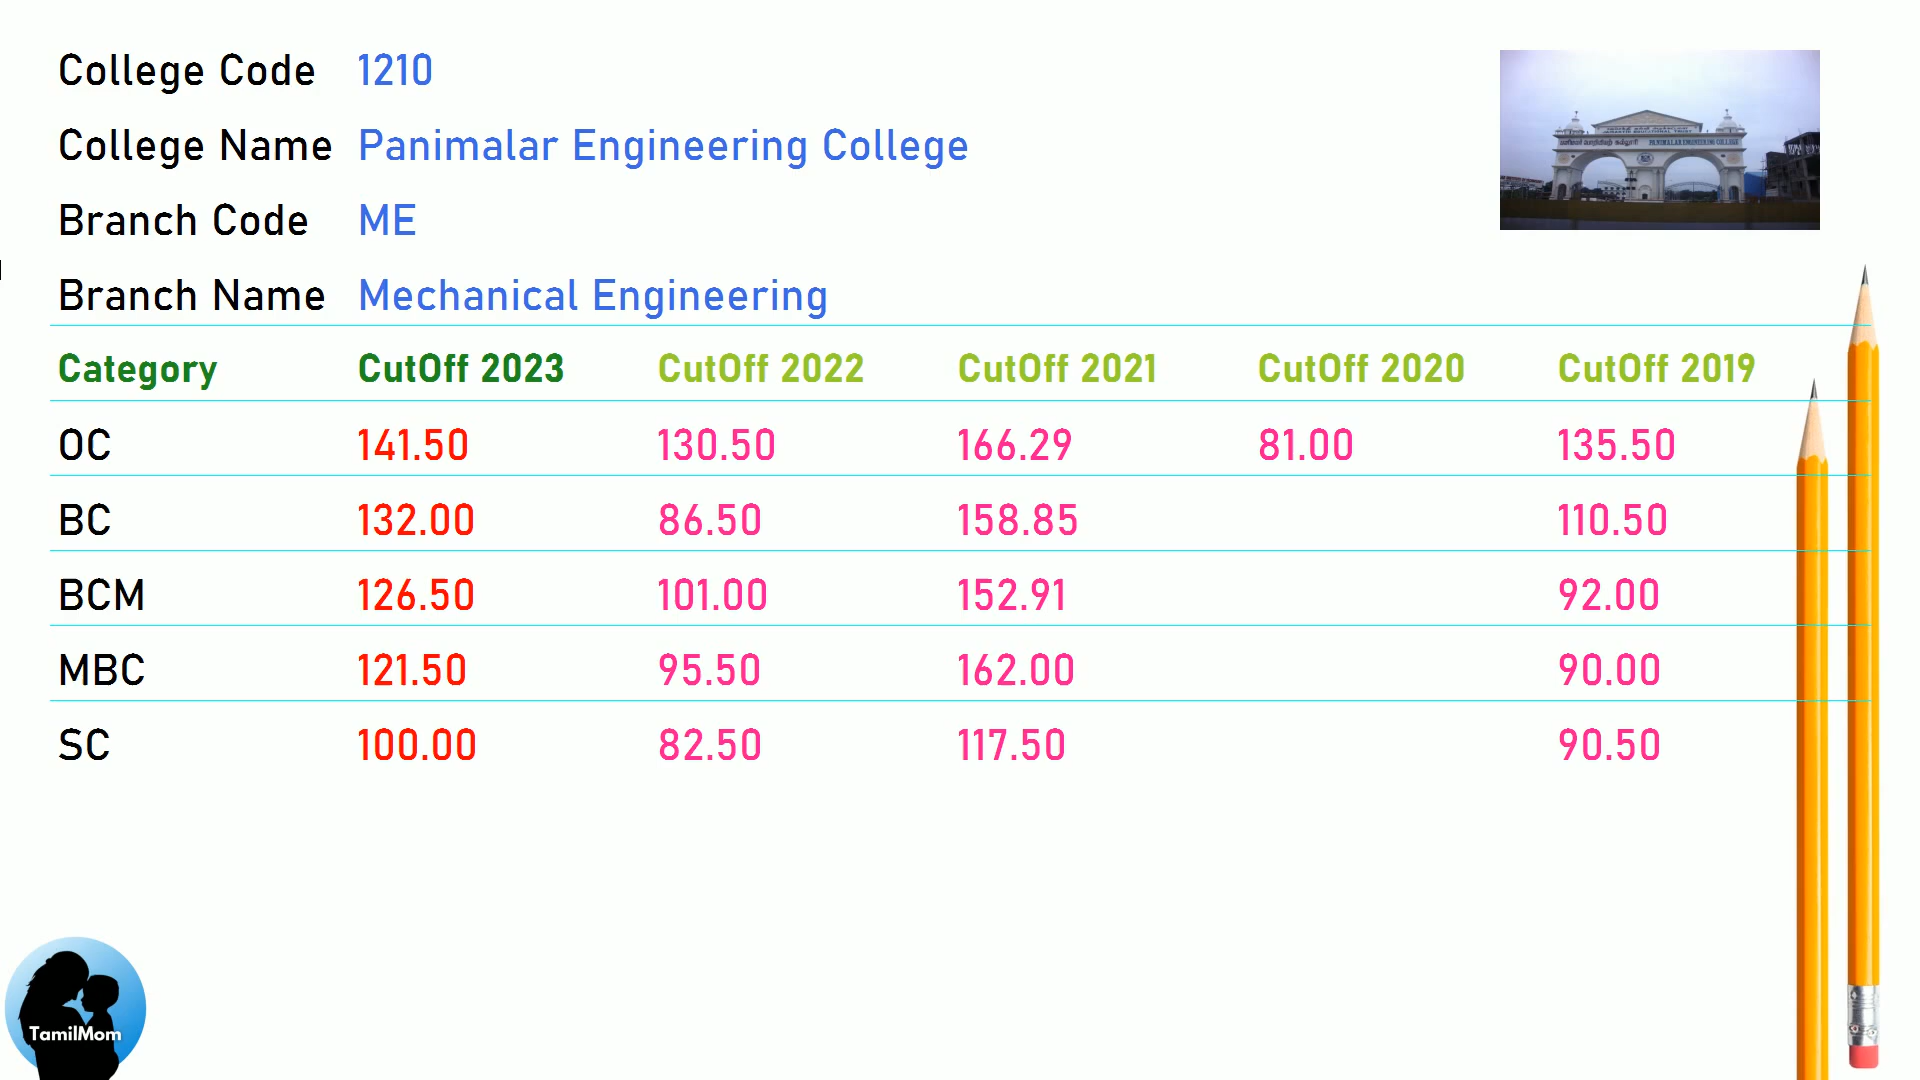 College Code 1210
College Name Panimalar Engineering College
Branch Code ME
Branch Name Mechanical Engineering
Category CutOff 2023 CutOff 2022 CutOff 2021 CutOff 2020 CutOff 2019
OC 141.50 130.50 166.29 81.00 135.50
BC 132.00 86.50 158.85 110.50
BCM 126.50 101.00 152.91 92.00
MBC 121.50 95.50 162.00 90.00
SC 100.00 82.50 117.50 90.50
PANIMALAR ENGINEERING COLLEGE
TamilMom